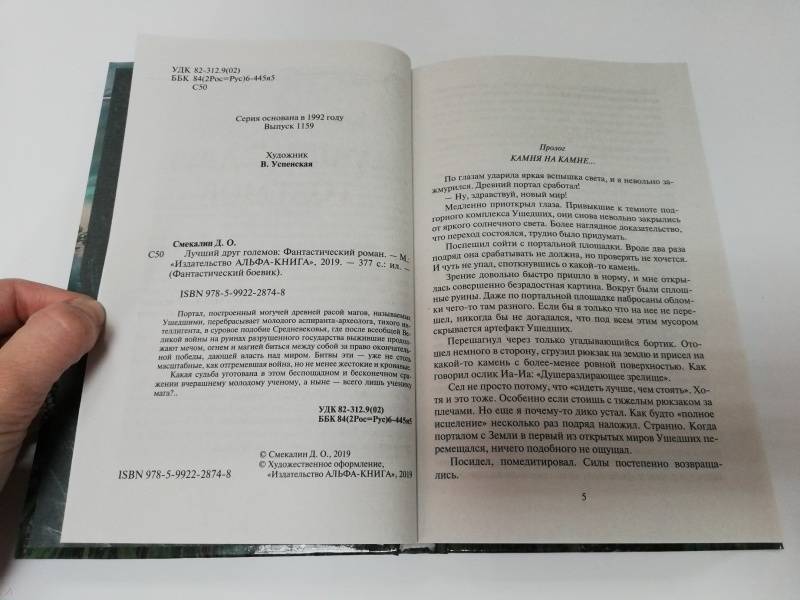 УДК 82-312.9(02)
ББК 84(2Рос=Рус)6-445я5
С50
Серия основана в 1992 году
Выпуск 1159
Художник
В. Успенская
Смекалин Д. О.
С50 Лучший друг големов: Фантастический роман. — М.:
«Издательство АЛЬФА-КНИГА», 2019. — 377 с.: ил. —
(Фантастический боевик).
ISBN 978-5-9922-2874-8
Портал, построенный могучей древней расой магов, называемых
Ушедшими, перебрасывает молодого аспиранта-археолога, тихого ин-
теллигента, в суровое подобие Средневековья, где после всеобщей Ве-
ликой войны на руинах разрушенного государства выжившие продол-
жают мечом, огнем и магией биться между собой за право окончатель-
ной победы, дающей власть над миром. Битвы эти — уже не столь
масштабные, как отгремевшая война, но не менее жестокие и кровавые.
Какая судьба уготована в этом беспощадном и бесконечном сра-
жении вчерашнему молодому ученому, а ныне — всего лишь ученику
мага?..
УДК 82-312.9(02)
ББК 84(2Рос=Рус)6-445я5
© Смекалин Д. О., 2019
© Художественное оформление,
ISBN 978-5-9922-2874-8 «Издательство АЛЬФА-КНИГА», 2019
Пролог
КАМНЯ НА КАМНЕ...
По глазам ударила яркая вспышка света, и я невольно за-
жмурился. Древний портал сработал!
— Ну, здравствуй, новый мир!
Медленно приоткрыл глаза. Привыкшие к темноте под-
горного комплекса Ушедших, они снова невольно закрылись
от яркого солнечного света. Более наглядное доказательство,
что переход состоялся, трудно было придумать.
Поспешил сойти с портальной площадки. Вроде два раза
подряд она срабатывать не должна, но проверять не хочется.
И чуть не упал, споткнувшись о какой-то камень.
Зрение довольно быстро пришло в норму, и мне откры-
лась совершенно безрадостная картина. Вокруг были сплош-
ные руины. Даже по портальной площадке набросаны облом-
ки чего-то там разного. Если бы я только что на нее не пере-
шел, никогда бы не догадался, что под всем этим мусором
скрывается артефакт Ушедших.
Перешагнул через только угадывающийся бортик. Ото-
шел немного в сторону, сгрузил рюкзак на землю и присел на
какой-то камень с более-менее ровной поверхностью. Как
говорил ослик Иа-Иа: «Душераздирающее зрелище».
Сел не просто потому, что «сидеть лучше, чем стоять». Хо-
тя и это тоже. Особенно если стоишь с тяжелым рюкзаком за
плечами. Но еще я почему-то дико устал. Как будто «полное
исцеление» несколько раз подряд наложил. Странно. Когда
порталом с Земли в первый из открытых миров Ушедших пе-
ремещался, ничего подобного не ощущал.
Посидел, помедитировал. Силы постепенно возвраща-
лись.
5